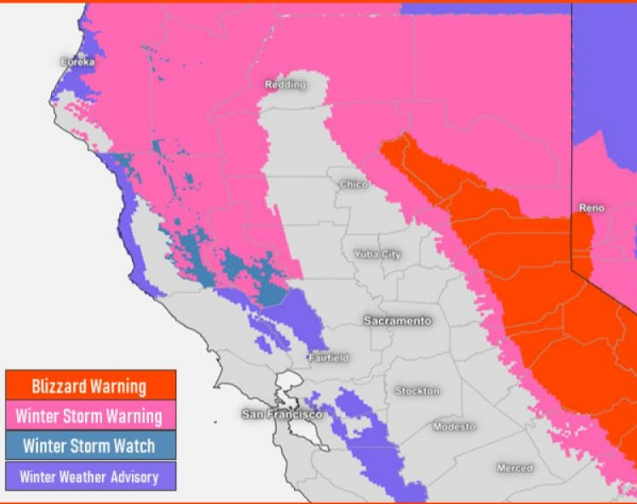 Eureka
Redding
Chico
Reno
Yuba City
Sacramento
Fairfield
Stockton
San Francisco
Modesto
Merced
Blizzard Warning
Winter Storm Warning
Winter Storm Watch
Winter Weather Advisory